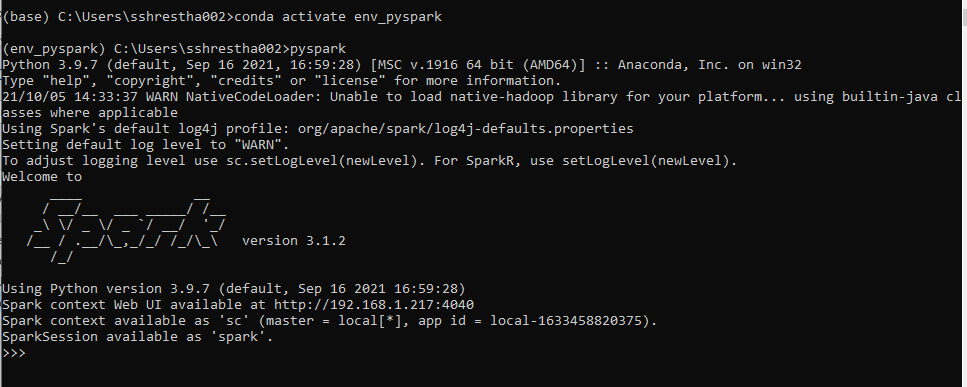 (base) C:\Users\sshrestha002>conda activate env_pyspark
(env_pyspark) C:\Users\sshrestha002>pyspark
Python 3.9.7 (default, Sep 16 2021, 16:59:28) [MSC v.1916 64 bit (AMD64)] :: Anaconda, Inc. on win32
Type "help", "copyright", "credits" or "license" for more information.
21/10/05 14:33:37 WARN NativeCodeLoader: Unable to load native-hadoop library for your platform... using builtin-java cl
asses where applicable
Using Spark's default log4j profile: org/apache/spark/log4j-defaults.properties
Setting default log level to "WARN".
To adjust logging level use sc.setLogLevel(newLevel). For SparkR, use setLogLevel(newLevel).
Welcome to
      ____              __
     / __/__  ___ _____/ /__
    _\ \/ _ \/ _ `/ __/  '_/
   /__ / .__/\_,_/_/ /_/\_\   version 3.1.2
      /_/
Using Python version 3.9.7 (default, Sep 16 2021 16:59:28)
Spark context Web UI available at http://192.168.1.217:4040
Spark context available as 'sc' (master = local[*], app id = local-1633458820375).
SparkSession available as 'spark'.
>>>